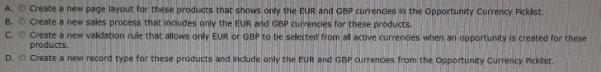 A. Create a new page layout for these products that shows only the EUR and GBP currencies in the Opportunity Currency Picklist.
B. Create a new sales process that includes only the EUR and GBP currencies for these products.
C. Create a new validation rule that allows only EUR or GBP to be selected from all active currencies when an opportunity is created for these
products.
D. Create a new record type for these products and include only the EUR and GBP currencies from the Opportunity Currency Picklist.